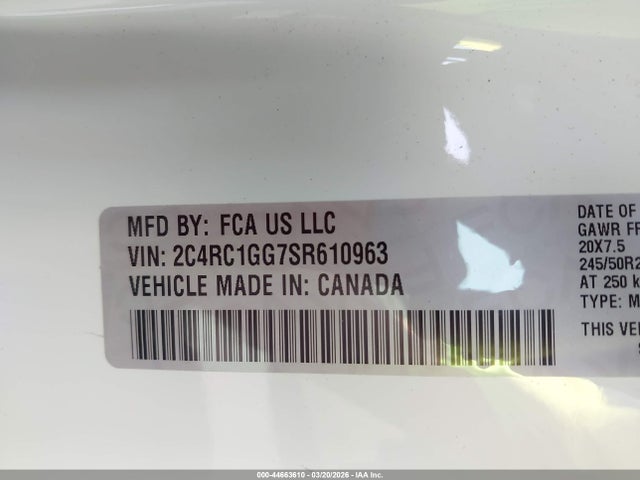 MFD BY: FCA US LLC
VIN: 2C4RC1GG7SR610963
VEHICLE MADE IN: CANADA
DATE OF
GAWR FR
20X7.5
245/50R2
AT 250 k
TYPE: M
THIS VE
000-44663610 - 03/20/2026 - IAA Inc.